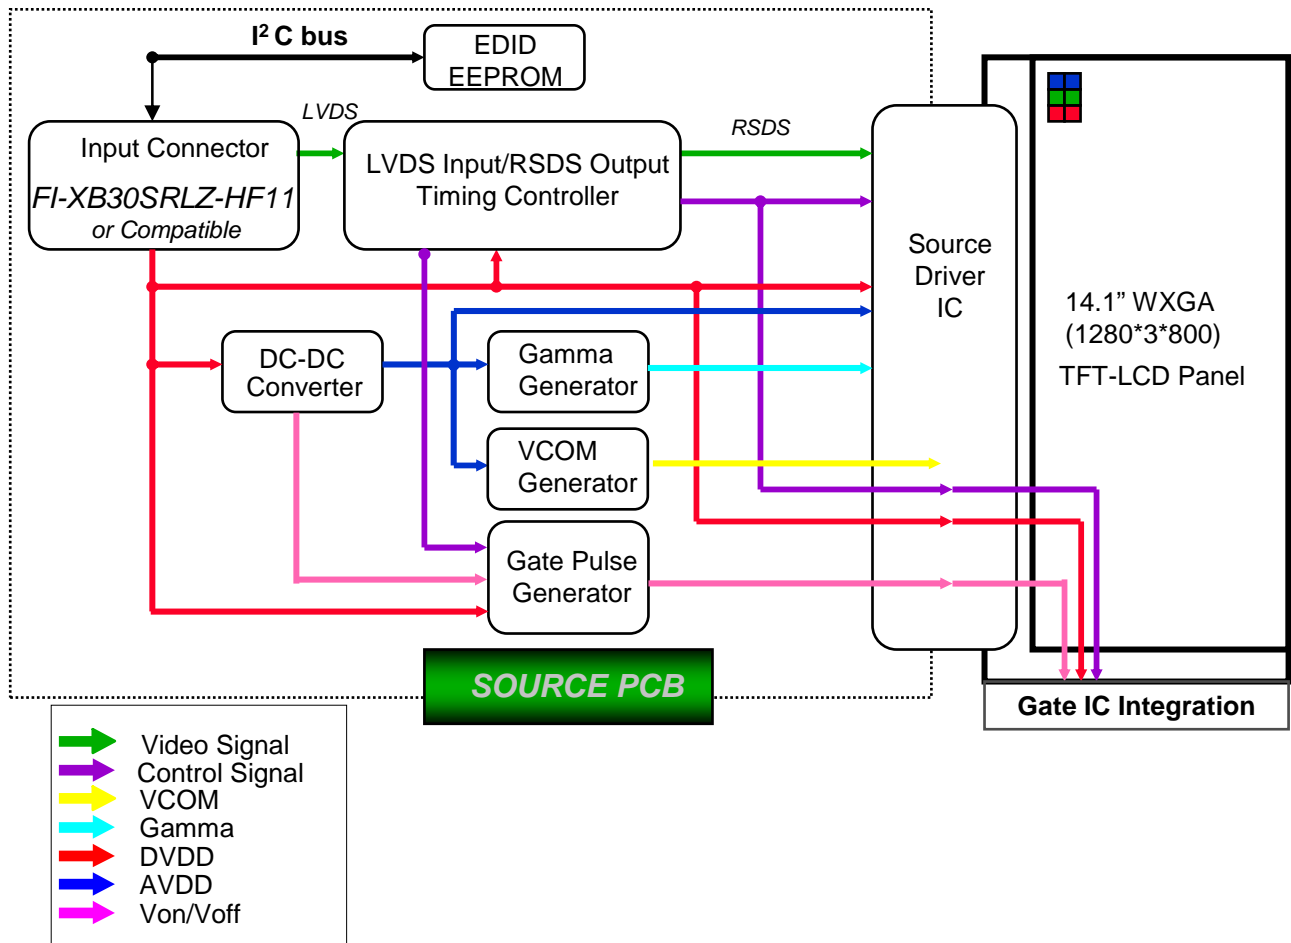 I² C bus
EDID
EEPROM
LVDS
RSDS
Input Connector
FI-XB30SRLZ-HF11
or Compatible
LVDS Input/RSDS Output
Timing Controller
Source
Driver
IC
14.1” WXGA
(1280*3*800)
TFT-LCD Panel
DC-DC
Converter
Gamma
Generator
VCOM
Generator
Gate Pulse
Generator
SOURCE PCB
Gate IC Integration
Video Signal
Control Signal
VCOM
Gamma
DVDD
AVDD
Von/Voff